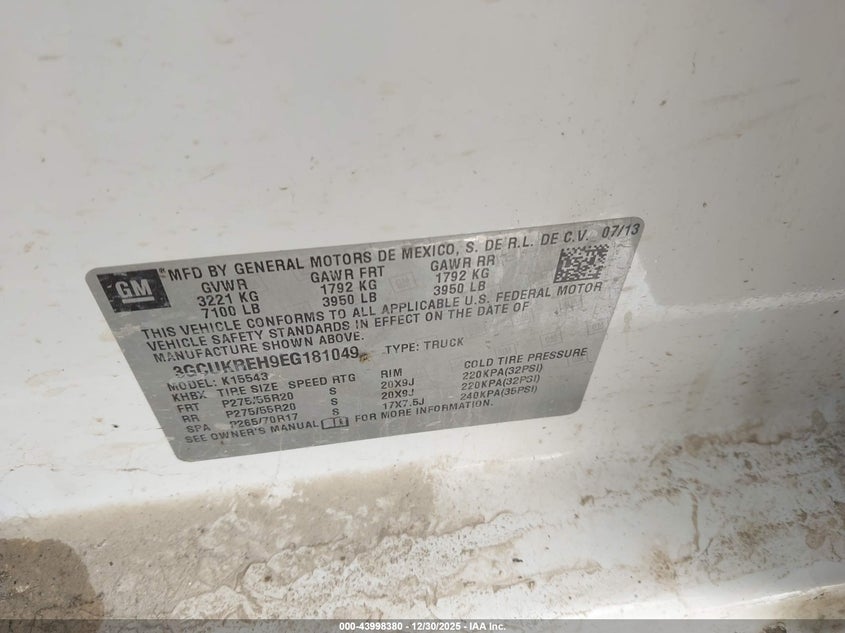 GM
MFD BY GENERAL MOTORS DE MEXICO, S. DE R.L. DE C.V. 07/13
GVWR GAWR FRT GAWR RR
3221 KG 1792 KG 1792 KG
7100 LB 3950 LB 3950 LB
THIS VEHICLE CONFORMS TO ALL APPLICABLE U.S. FEDERAL MOTOR
VEHICLE SAFETY STANDARDS IN EFFECT ON THE DATE OF
MANUFACTURE SHOWN ABOVE.
3GCUKREH9EG181049 TYPE: TRUCK
MODEL: K15543
KHBX TIRE SIZE SPEED RTG RIM COLD TIRE PRESSURE
FRT P275/55R20 S 20X9J 220KPA(32PSI)
RR P275/55R20 S 20X9J 220KPA(32PSI)
SPA P265/70R17 S 17X7.5J 240KPA(35PSI)
SEE OWNER'S MANUAL FOR MORE INFORMATION.
000-43998380 - 12/30/2025 - IAA Inc.